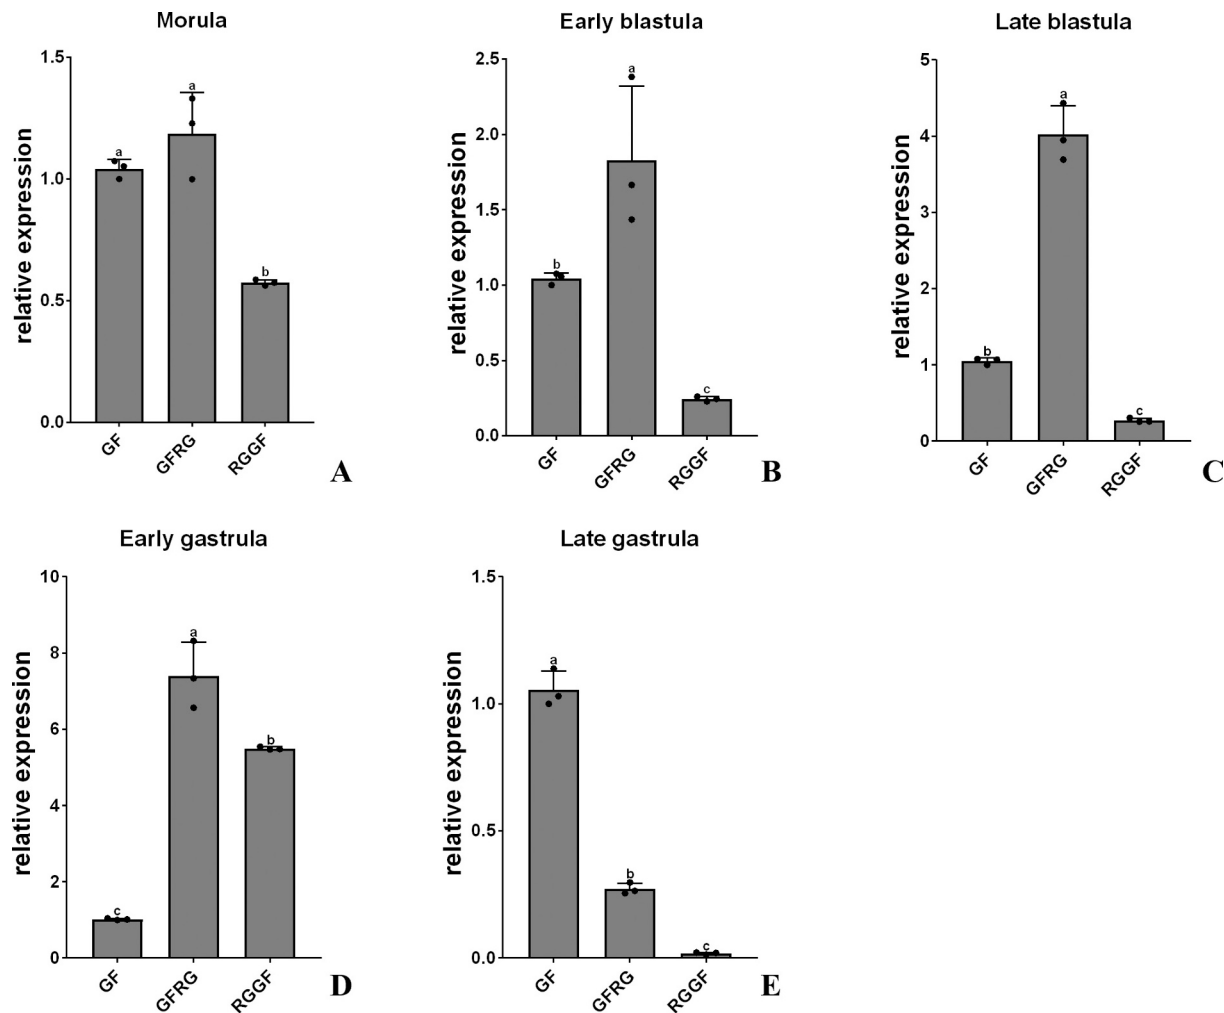 Morula
relative expression
1.5
1.0
0.5
0.0
a
a
b
GF
GFRG
RGGF
A
Early blastula
relative expression
2.5
2.0
1.5
1.0
0.5
0.0
b
a
c
GF
GFRG
RGGF
B
Late blastula
relative expression
5
4
3
2
1
0
b
a
c
GF
GFRG
RGGF
C
Early gastrula
relative expression
10
8
6
4
2
0
c
a
b
GF
GFRG
RGGF
D
Late gastrula
relative expression
1.5
1.0
0.5
0.0
a
b
c
GF
GFRG
RGGF
E